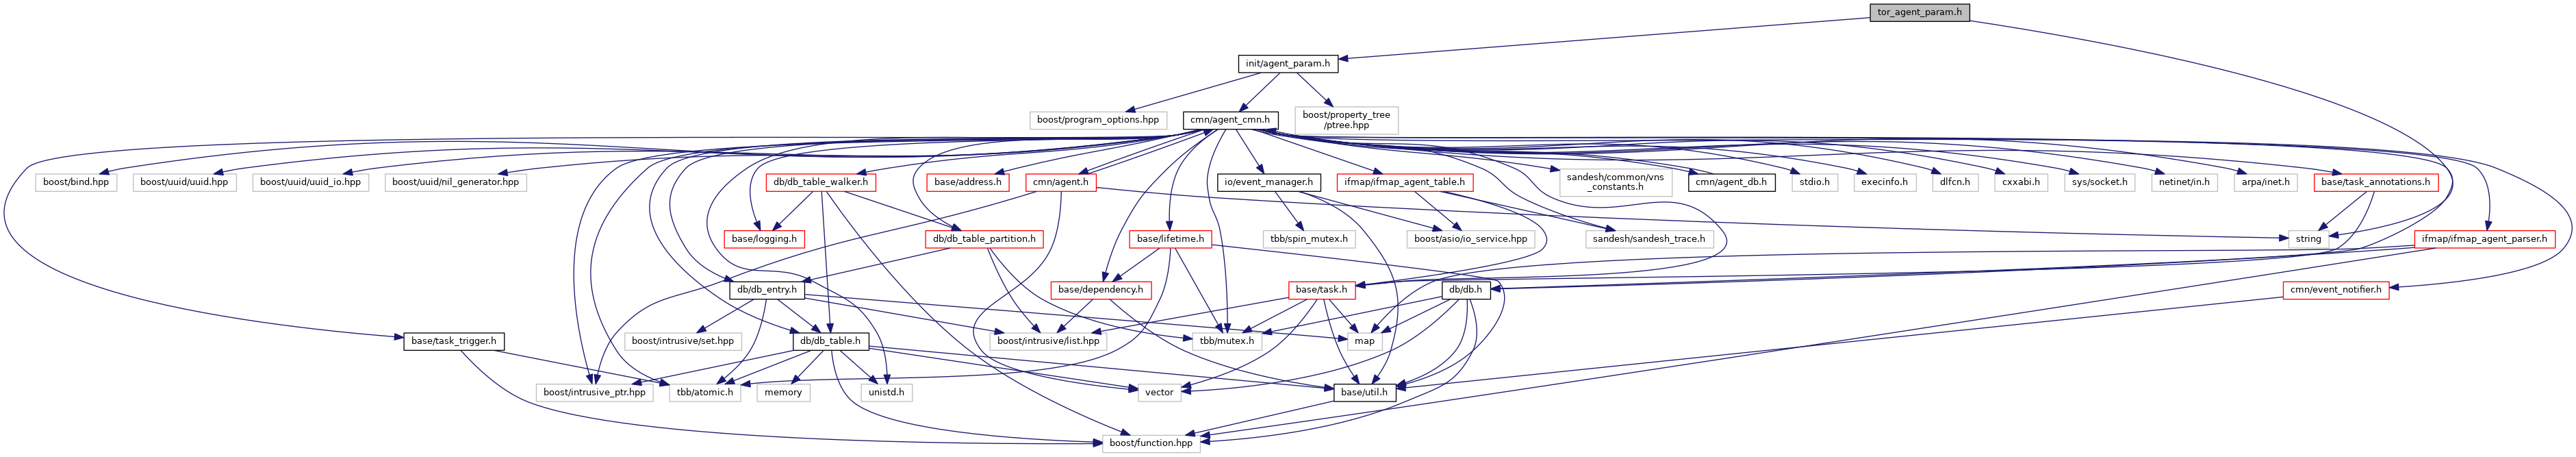 tor_agent_param.h
init/agent_param.h
boost/program_options.hpp
cmn/agent_cmn.h
boost/property_tree
/ptree.hpp
boost/bind.hpp
boost/uuid/uuid.hpp
boost/uuid/uuid_io.hpp
boost/uuid/nil_generator.hpp
db/db_table_walker.h
base/address.h
cmn/agent.h
io/event_manager.h
ifmap/ifmap_agent_table.h
sandesh/common/vns
_constants.h
cmn/agent_db.h
stdio.h
execinfo.h
dlfcn.h
cxxabi.h
sys/socket.h
netinet/in.h
arpa/inet.h
base/task_annotations.h
base/logging.h
db/db_table_partition.h
base/lifetime.h
tbb/spin_mutex.h
boost/asio/io_service.hpp
sandesh/sandesh_trace.h
string
ifmap/ifmap_agent_parser.h
db/db_entry.h
base/dependency.h
base/task.h
db/db.h
cmn/event_notifier.h
base/task_trigger.h
boost/intrusive/set.hpp
db/db_table.h
boost/intrusive/list.hpp
tbb/mutex.h
map
boost/intrusive_ptr.hpp
tbb/atomic.h
memory
unistd.h
vector
base/util.h
boost/function.hpp